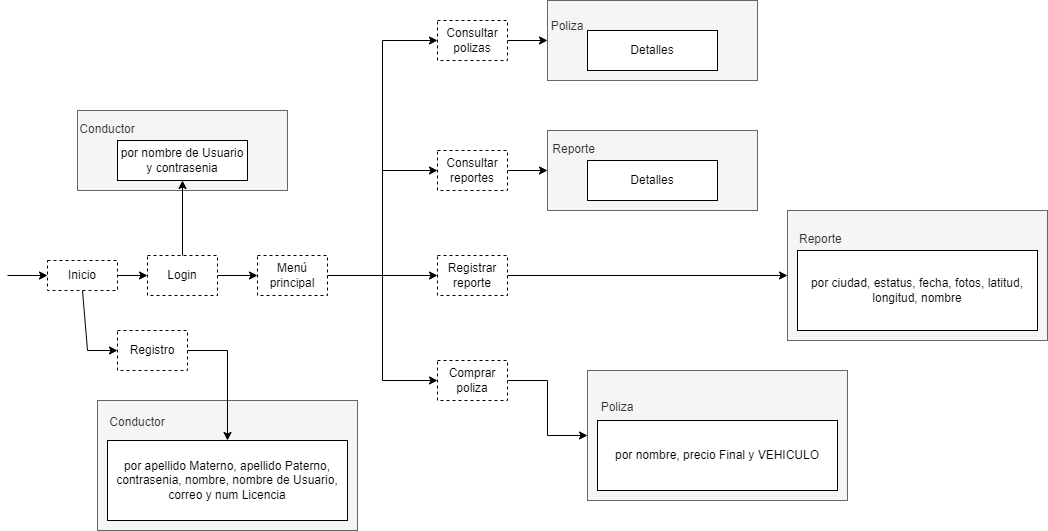 Consultar
polizas
Poliza
Detalles
Conductor
por nombre de Usuario
y contrasenia
Consultar
reportes
Reporte
Detalles
Inicio
Login
Menú
principal
Registrar
reporte
Reporte
por ciudad, estatus, fecha, fotos, latitud,
longitud, nombre
Registro
Comprar
poliza
Poliza
por nombre, precio Final y VEHICULO
Conductor
por apellido Materno, apellido Paterno,
contrasenia, nombre, nombre de Usuario,
correo y num Licencia